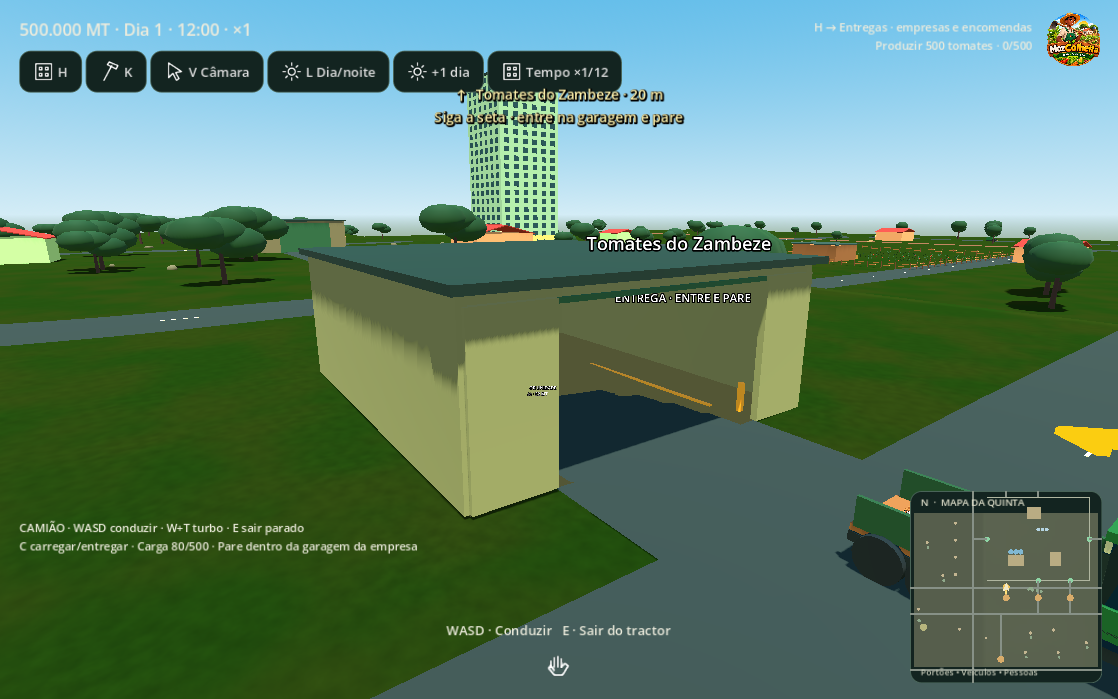 500.000 MT · Dia 1 · 12:00 · ×1
H
K
V Câmara
L Dia/noite
+1 dia
Tempo ×1/12
H → Entregas · empresas e encomendas
Produzir 500 tomates · 0/500
MozColheita
↑ Tomates do Zambeze · 20 m
Siga a seta · entre na garagem e pare
Tomates do Zambeze
ENTREGA · ENTRE E PARE
CAMIÃO · WASD conduzir · W+T turbo · E sair parado
C carregar/entregar · Carga 80/500 · Pare dentro da garagem da empresa
N · MAPA DA QUINTA
Portões • Veículos • Pessoas
WASD · Conduzir E · Sair do tractor